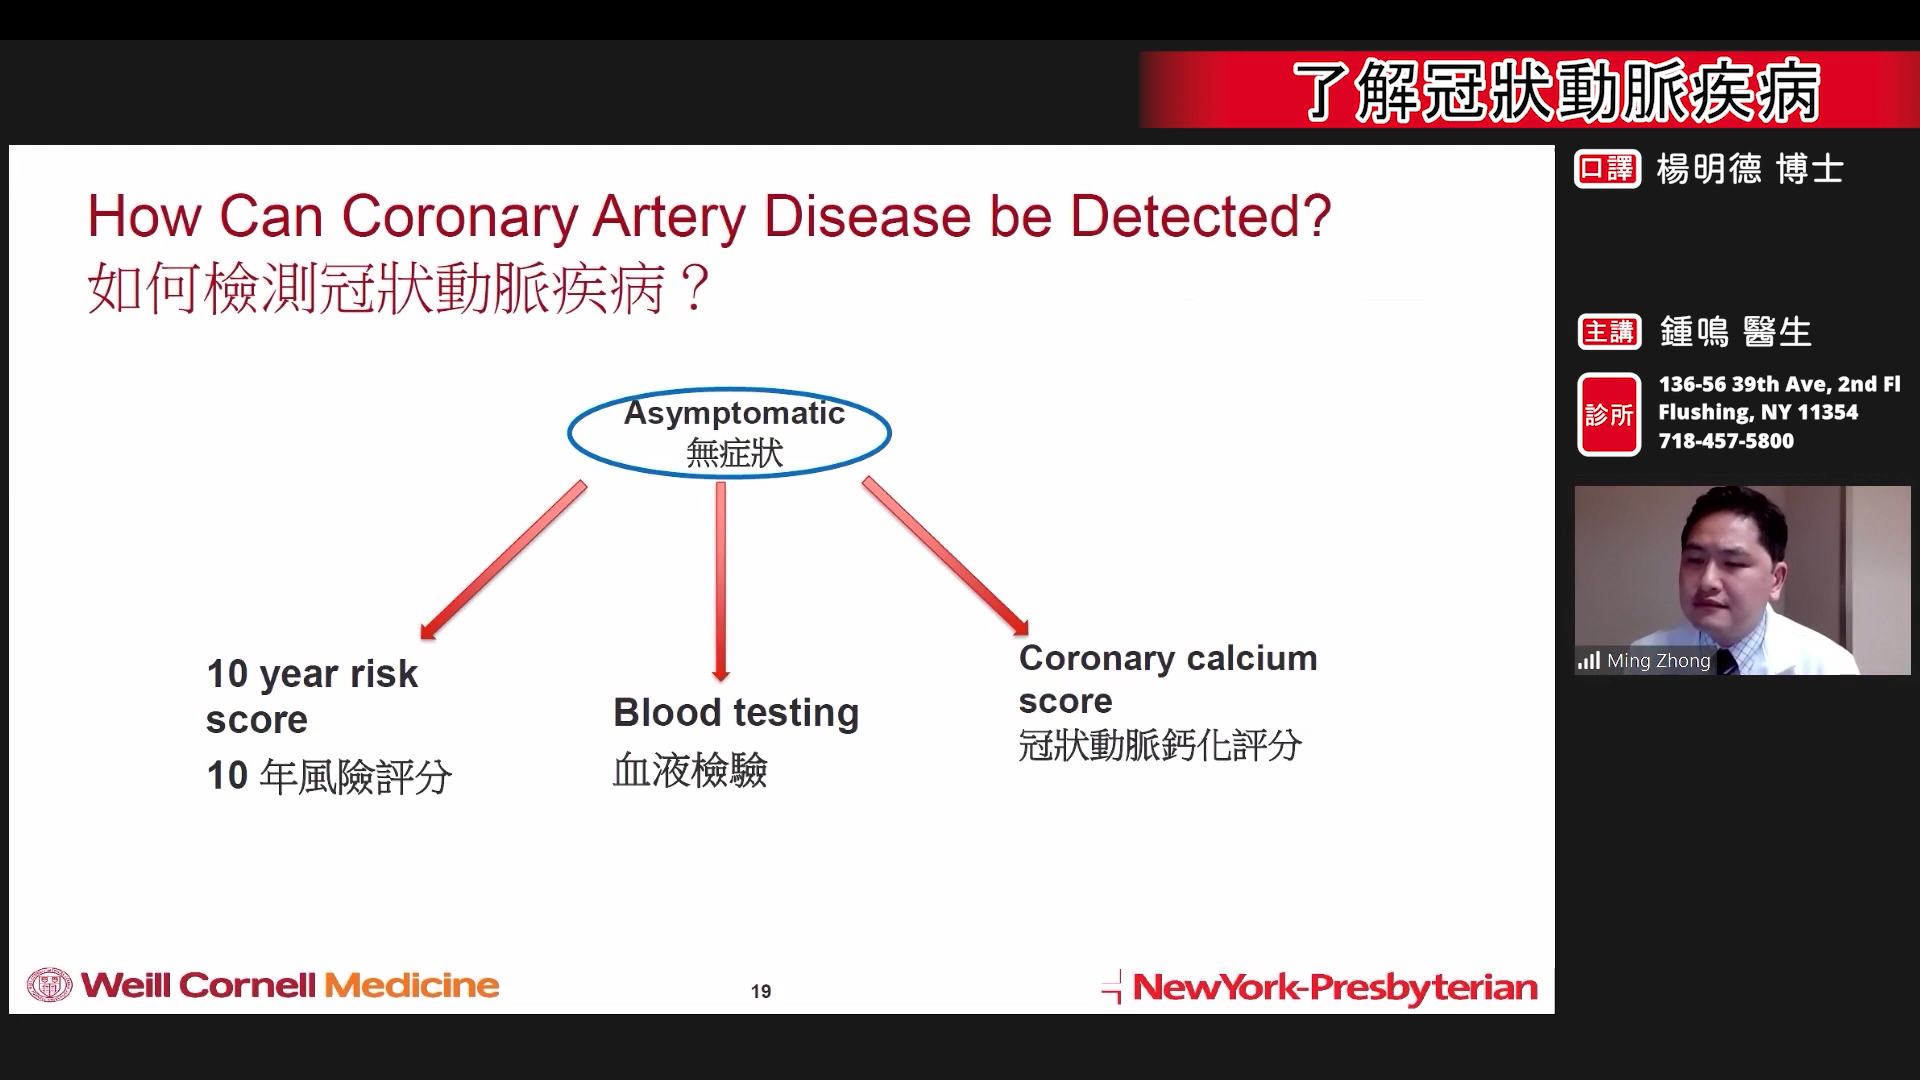 了解冠狀動脈疾病
How Can Coronary Artery Disease be Detected?
如何檢測冠狀動脈疾病？
Asymptomatic
無症狀
10 year risk
score
10 年風險評分
Blood testing
血液檢驗
Coronary calcium
score
冠狀動脈鈣化評分
Weill Cornell Medicine
19
NewYork-Presbyterian
口譯 楊明德 博士
主講 鍾鳴 醫生
診所
136-56 39th Ave, 2nd Fl
Flushing, NY 11354
718-457-5800
Ming Zhong